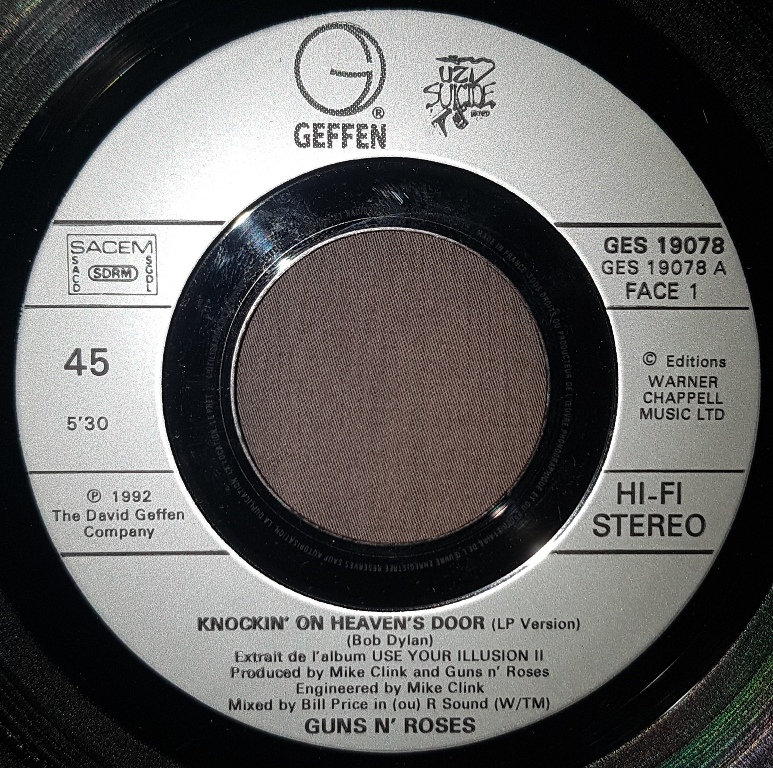 GEFFEN
®
UZI
SUICIDE
SACEM
SACD
SDRM
SGDL
GES 19078
GES 19078 A
FACE 1
45
5'30
© Editions
WARNER
CHAPPELL
MUSIC LTD
℗ 1992
The David Geffen
Company
HI-FI
STEREO
KNOCKIN' ON HEAVEN'S DOOR (LP Version)
(Bob Dylan)
Extrait de l'album USE YOUR ILLUSION II
Produced by Mike Clink and Guns n' Roses
Engineered by Mike Clink
Mixed by Bill Price in (ou) R Sound (W/TM)
GUNS N' ROSES